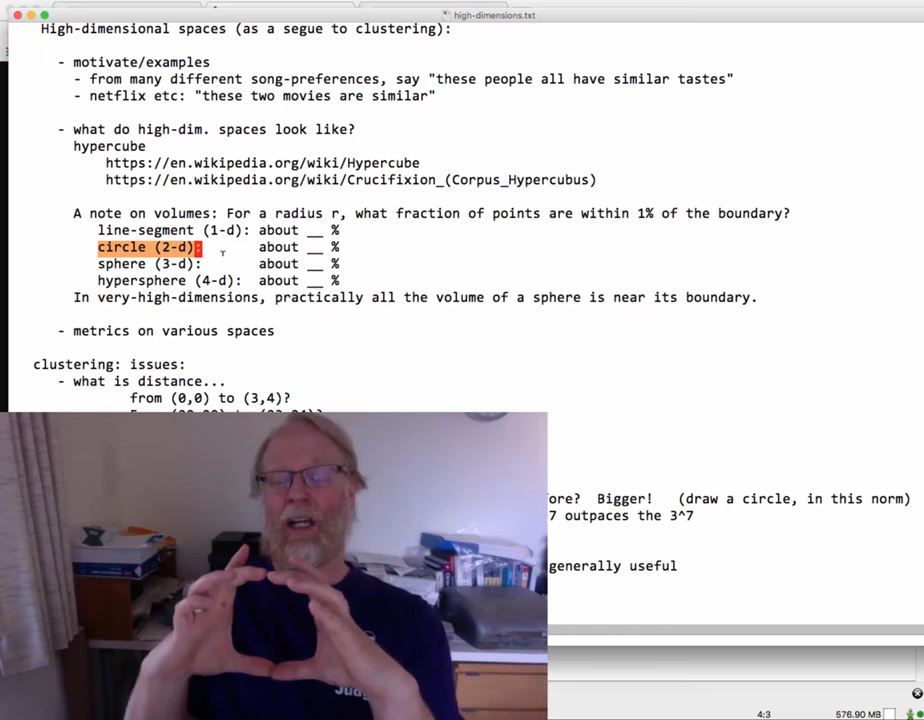 high-dimensions.txt
High-dimensional spaces (as a segue to clustering):
- motivate/examples
- from many different song-preferences, say "these people all have similar tastes"
- netflix etc: "these two movies are similar"
- what do high-dim. spaces look like?
hypercube
https://en.wikipedia.org/wiki/Hypercube
https://en.wikipedia.org/wiki/Crucifixion_(Corpus_Hypercubus)
A note on volumes: For a radius r, what fraction of points are within 1% of the boundary?
line-segment (1-d): about __ %
circle (2-d): about __ %
sphere (3-d): about __ %
hypersphere (4-d): about __ %
In very-high-dimensions, practically all the volume of a sphere is near its boundary.
- metrics on various spaces
clustering: issues:
- what is distance...
from (0,0) to (3,4)?
fore? Bigger! (draw a circle, in this norm)
7 outpaces the 3^7
generally useful
Judg
4:3 576.90 MB